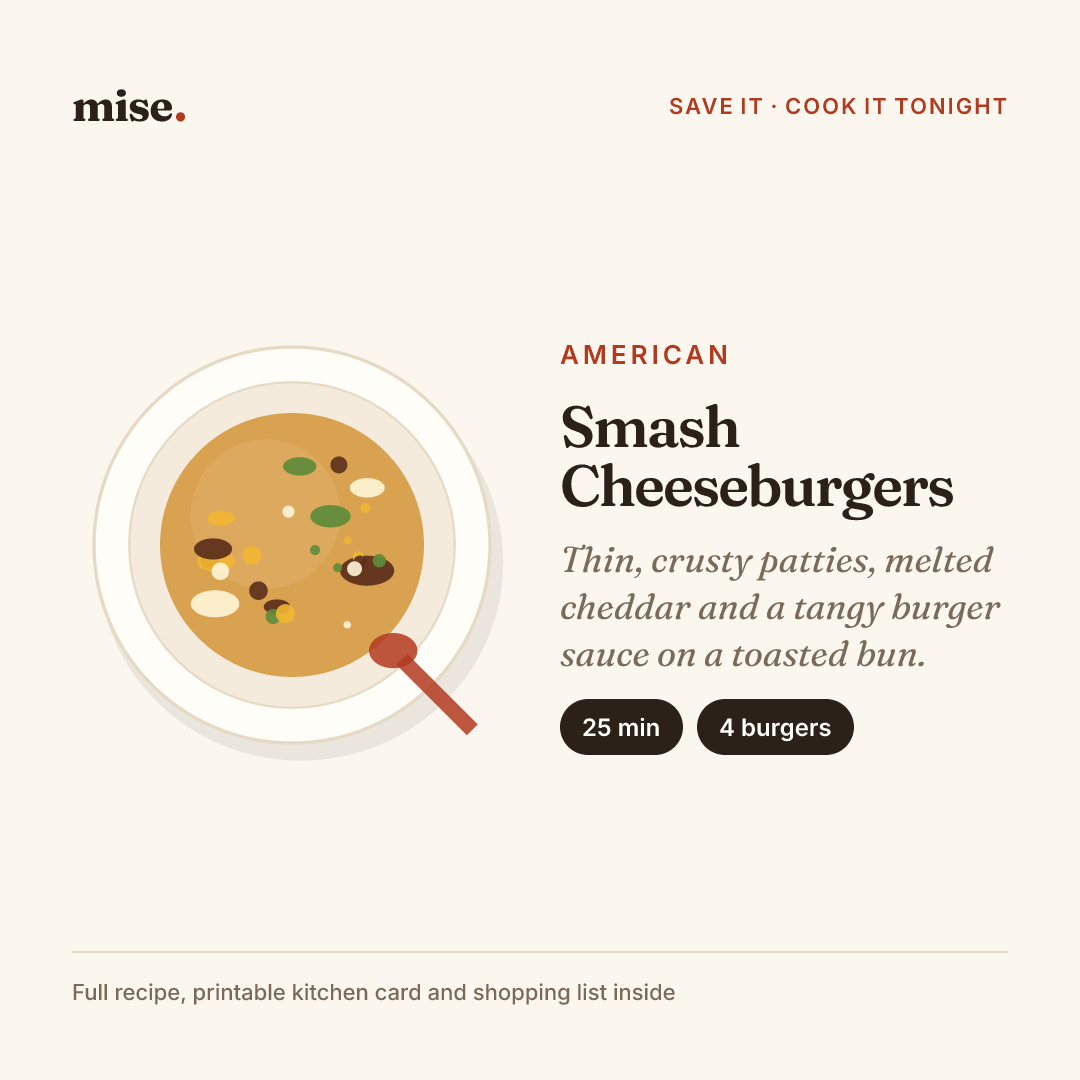 mise.
SAVE IT · COOK IT TONIGHT
AMERICAN
Smash
Cheeseburgers
Thin, crusty patties, melted
cheddar and a tangy burger
sauce on a toasted bun.
25 min
4 burgers
Full recipe, printable kitchen card and shopping list inside